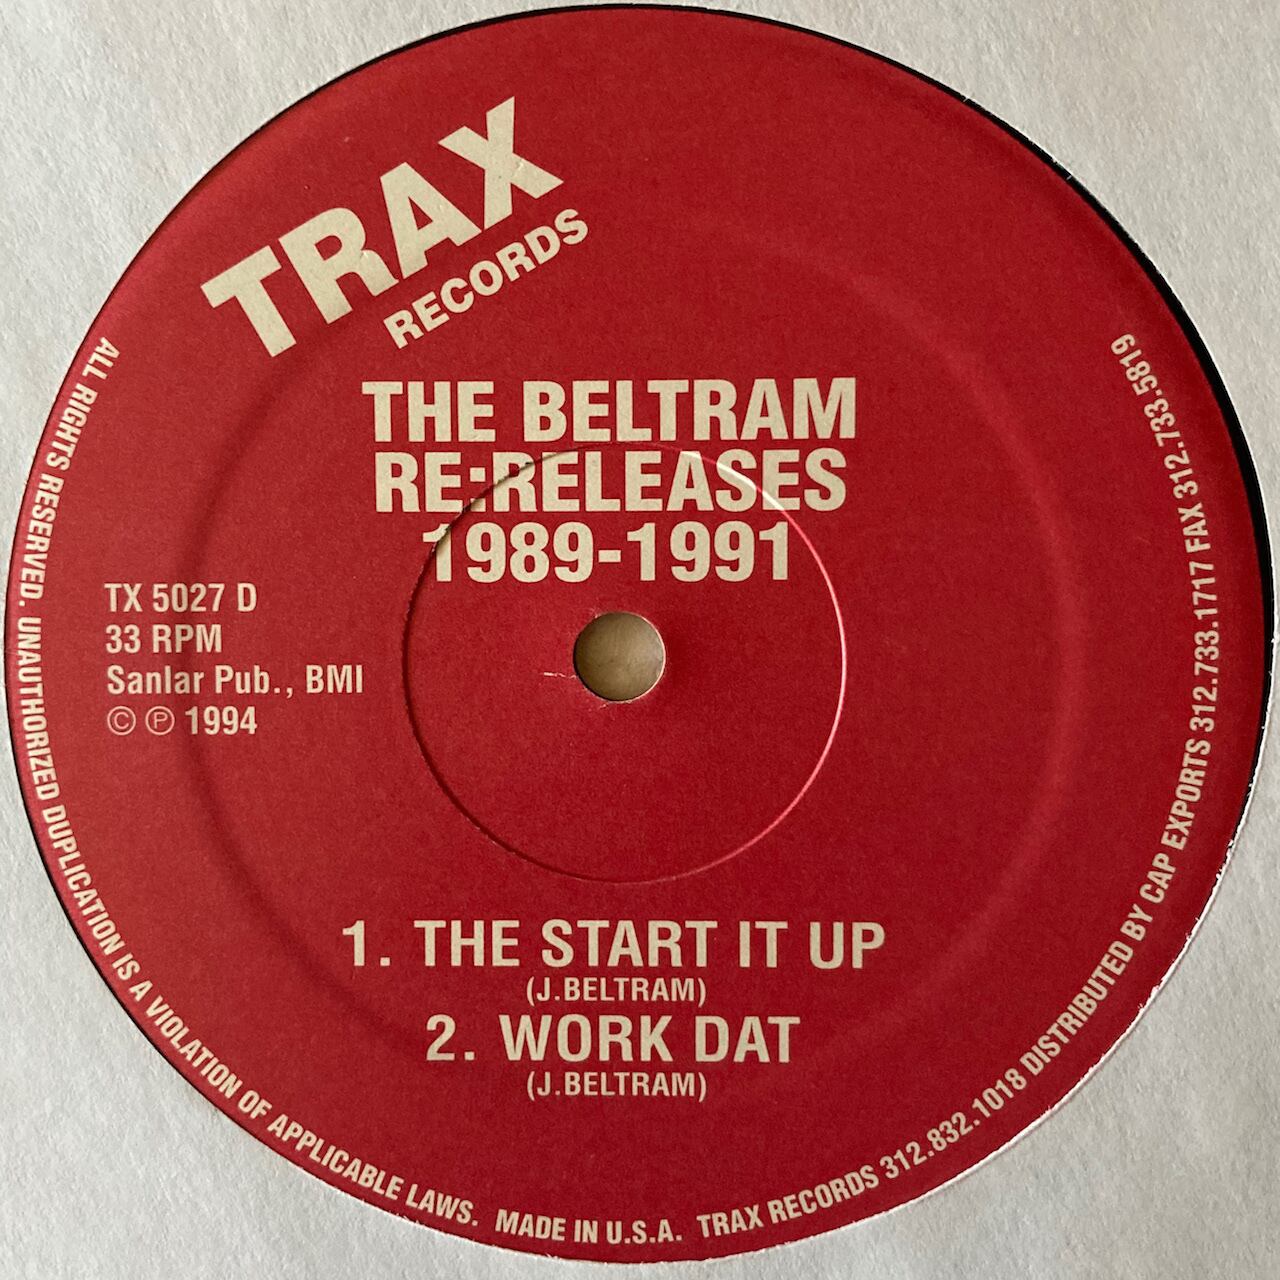 TRAX
RECORDS
THE BELTRAM
RE:RELEASES
1989-1991
TX 5027 D
33 RPM
Sanlar Pub., BMI
© ℗ 1994
1. THE START IT UP
(J.BELTRAM)
2. WORK DAT
(J.BELTRAM)
ALL RIGHTS RESERVED. UNAUTHORIZED DUPLICATION IS A VIOLATION OF APPLICABLE LAWS. MADE IN U.S.A. TRAX RECORDS 312.832.1018 DISTRIBUTED BY CAP EXPORTS 312.733.1717 FAX 312.733.5819